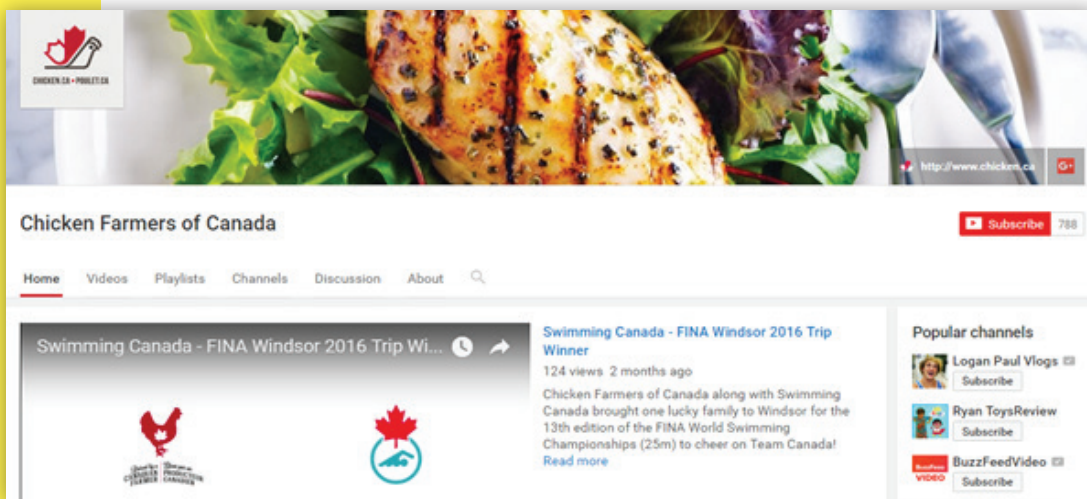 CHICKEN.CA • POULET.CA
http://www.chicken.ca
G+
Chicken Farmers of Canada
Subscribe 788
Home Videos Playlists Channels Discussion About
Swimming Canada - FINA Windsor 2016 Trip Wi...
Swimming Canada - FINA Windsor 2016 Trip
Winner
124 views 2 months ago
Chicken Farmers of Canada along with Swimming
Canada brought one lucky family to Windsor for the
13th edition of the FINA World Swimming
Championships (25m) to cheer on Team Canada!
Read more
Popular channels
Logan Paul Vlogs
Subscribe
Ryan ToysReview
Subscribe
BuzzFeed
VIDEO
BuzzFeedVideo
Subscribe